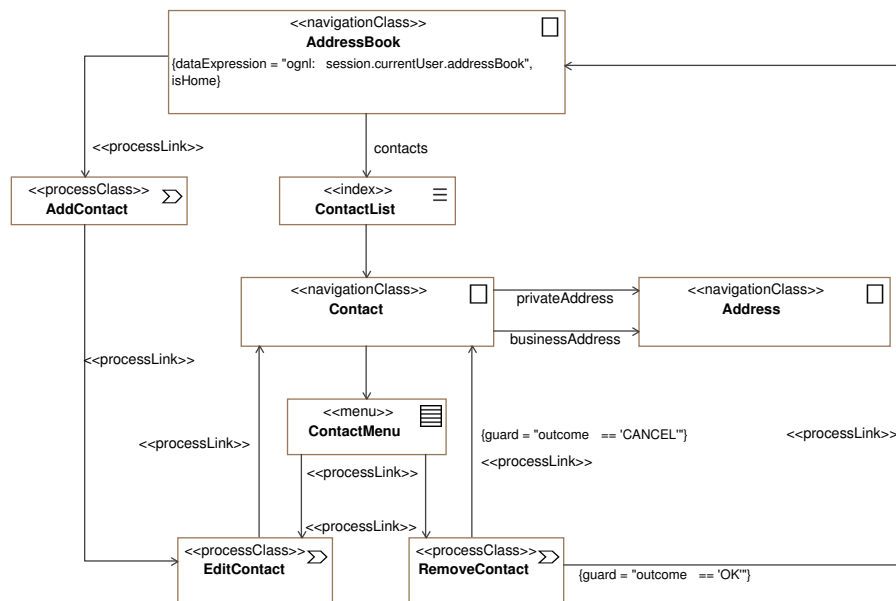 <<navigationClass>>
AddressBook
{dataExpression = "ognl: session.currentUser.addressBook",
isHome}
<<processLink>>
contacts
<<processClass>>
AddContact
<<index>>
ContactList
<<navigationClass>>
Contact
privateAddress
businessAddress
<<navigationClass>>
Address
<<processLink>>
<<menu>>
ContactMenu
<<processLink>>
{guard = "outcome == 'CANCEL'"}
<<processLink>>
<<processLink>>
<<processLink>>
<<processLink>>
<<processClass>>
EditContact
<<processClass>>
RemoveContact
{guard = "outcome == 'OK'"}